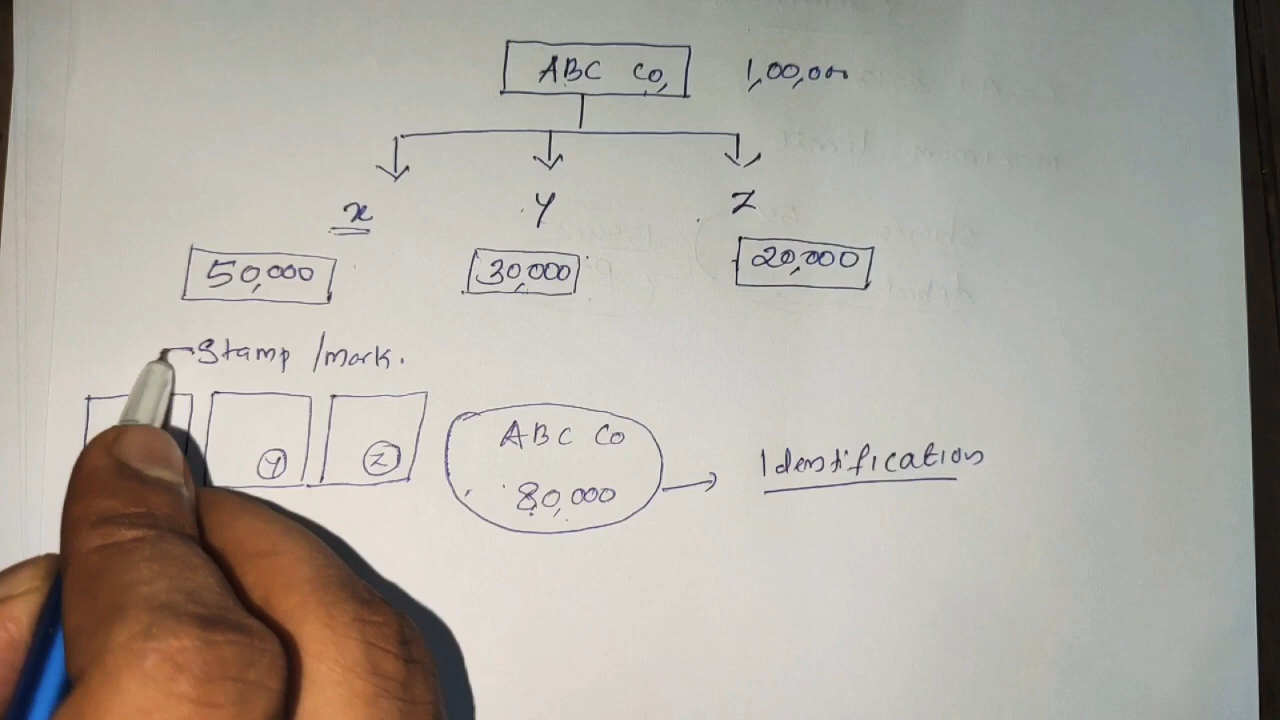 ABC Co, 1,00,000
x Y Z
50,000 30,000 20,000
Stamp /mark.
Y Z
ABC Co
80,000
Identification